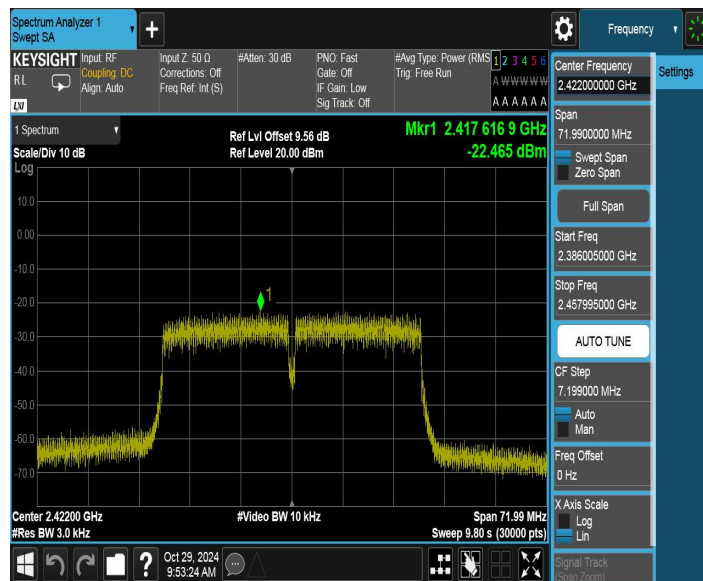 Spectrum Analyzer 1
Swept SA
+
Frequency
KEYSIGHT
RL
LXI
Input: RF
Coupling: DC
Align: Auto
Input Z: 50 Ω
Corrections: Off
Freq Ref: Int (S)
#Atten: 30 dB
PNO: Fast
Gate: Off
IF Gain: Low
Sig Track: Off
#Avg Type: Power (RMS
Trig: Free Run
1 2 3 4 5 6
A W W W W W
A A A A A A
1 Spectrum
Scale/Div 10 dB
Log
Ref Lvl Offset 9.56 dB
Ref Level 20.00 dBm
Mkr1 2.417 616 9 GHz
-22.465 dBm
10.0
0.00
-10.0
-20.0
-30.0
-40.0
-50.0
-60.0
-70.0
1
Center 2.42200 GHz
#Res BW 3.0 kHz
#Video BW 10 kHz
Span 71.99 MHz
Sweep 9.80 s (30000 pts)
Center Frequency
2.422000000 GHz
Span
71.9900000 MHz
Swept Span
Zero Span
Full Span
Start Freq
2.386005000 GHz
Stop Freq
2.457995000 GHz
AUTO TUNE
CF Step
7.199000 MHz
Auto
Man
Freq Offset
0 Hz
X Axis Scale
Log
Lin
Signal Track
(Span Zoom)
Settings
?
Oct 29, 2024
9:53:24 AM